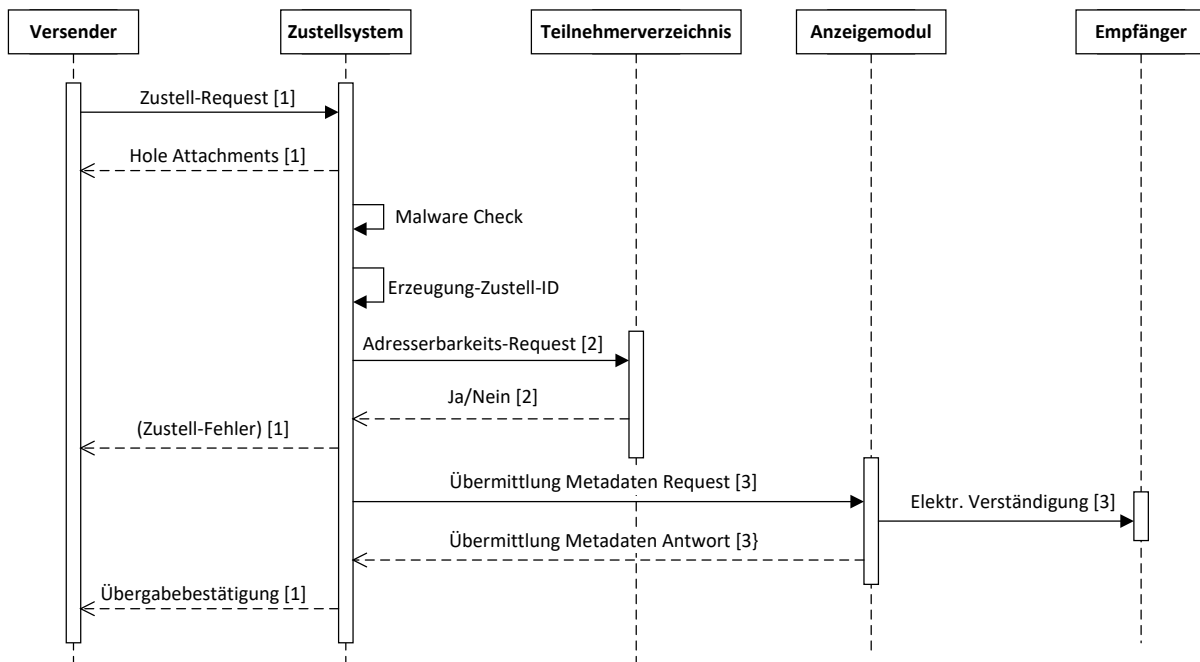 Versender
Zustellsystem
Teilnehmerverzeichnis
Anzeigemodul
Empfänger
Zustell-Request [1]
Hole Attachments [1]
Malware Check
Erzeugung-Zustell-ID
Adresserbarkeits-Request [2]
Ja/Nein [2]
(Zustell-Fehler) [1]
Übermittlung Metadaten Request [3]
Elektr. Verständigung [3]
Übermittlung Metadaten Antwort [3}
Übergabebestätigung [1]